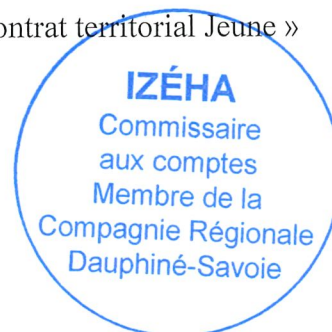 ontrat territorial Jeune »
IZÉHA
Commissaire
aux comptes
Membre de la
Compagnie Régionale
Dauphiné-Savoie